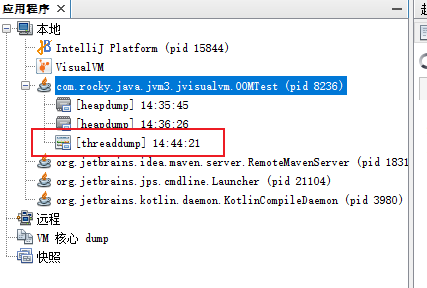 应用程序
本地
IntelliJ Platform (pid 15844)
VisualVM
com.rocky.java.jvm3.jvisualvm.OOMTest (pid 8236)
[heapdump] 14:35:45
[heapdump] 14:36:26
[threaddump] 14:44:21
org.jetbrains.idea.maven.server.RemoteMavenServer (pid 1831
org.jetbrains.jps.cmdline.Launcher (pid 21104)
org.jetbrains.kotlin.daemon.KotlinCompileDaemon (pid 3980)
远程
VM 核心 dump
快照